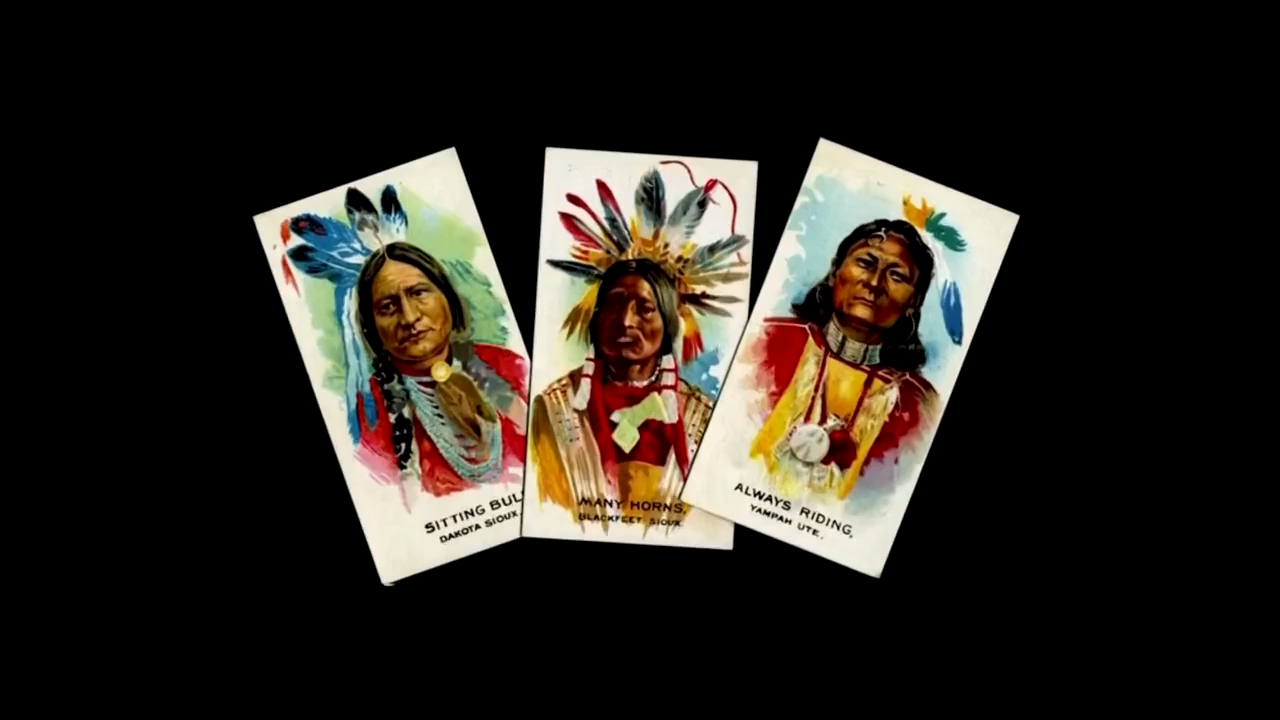 SITTING BUL
DAKOTA SIOUX.
MANY HORNS,
BLACKFEET SIOUX.
ALWAYS RIDING,
YAMPAH UTE.